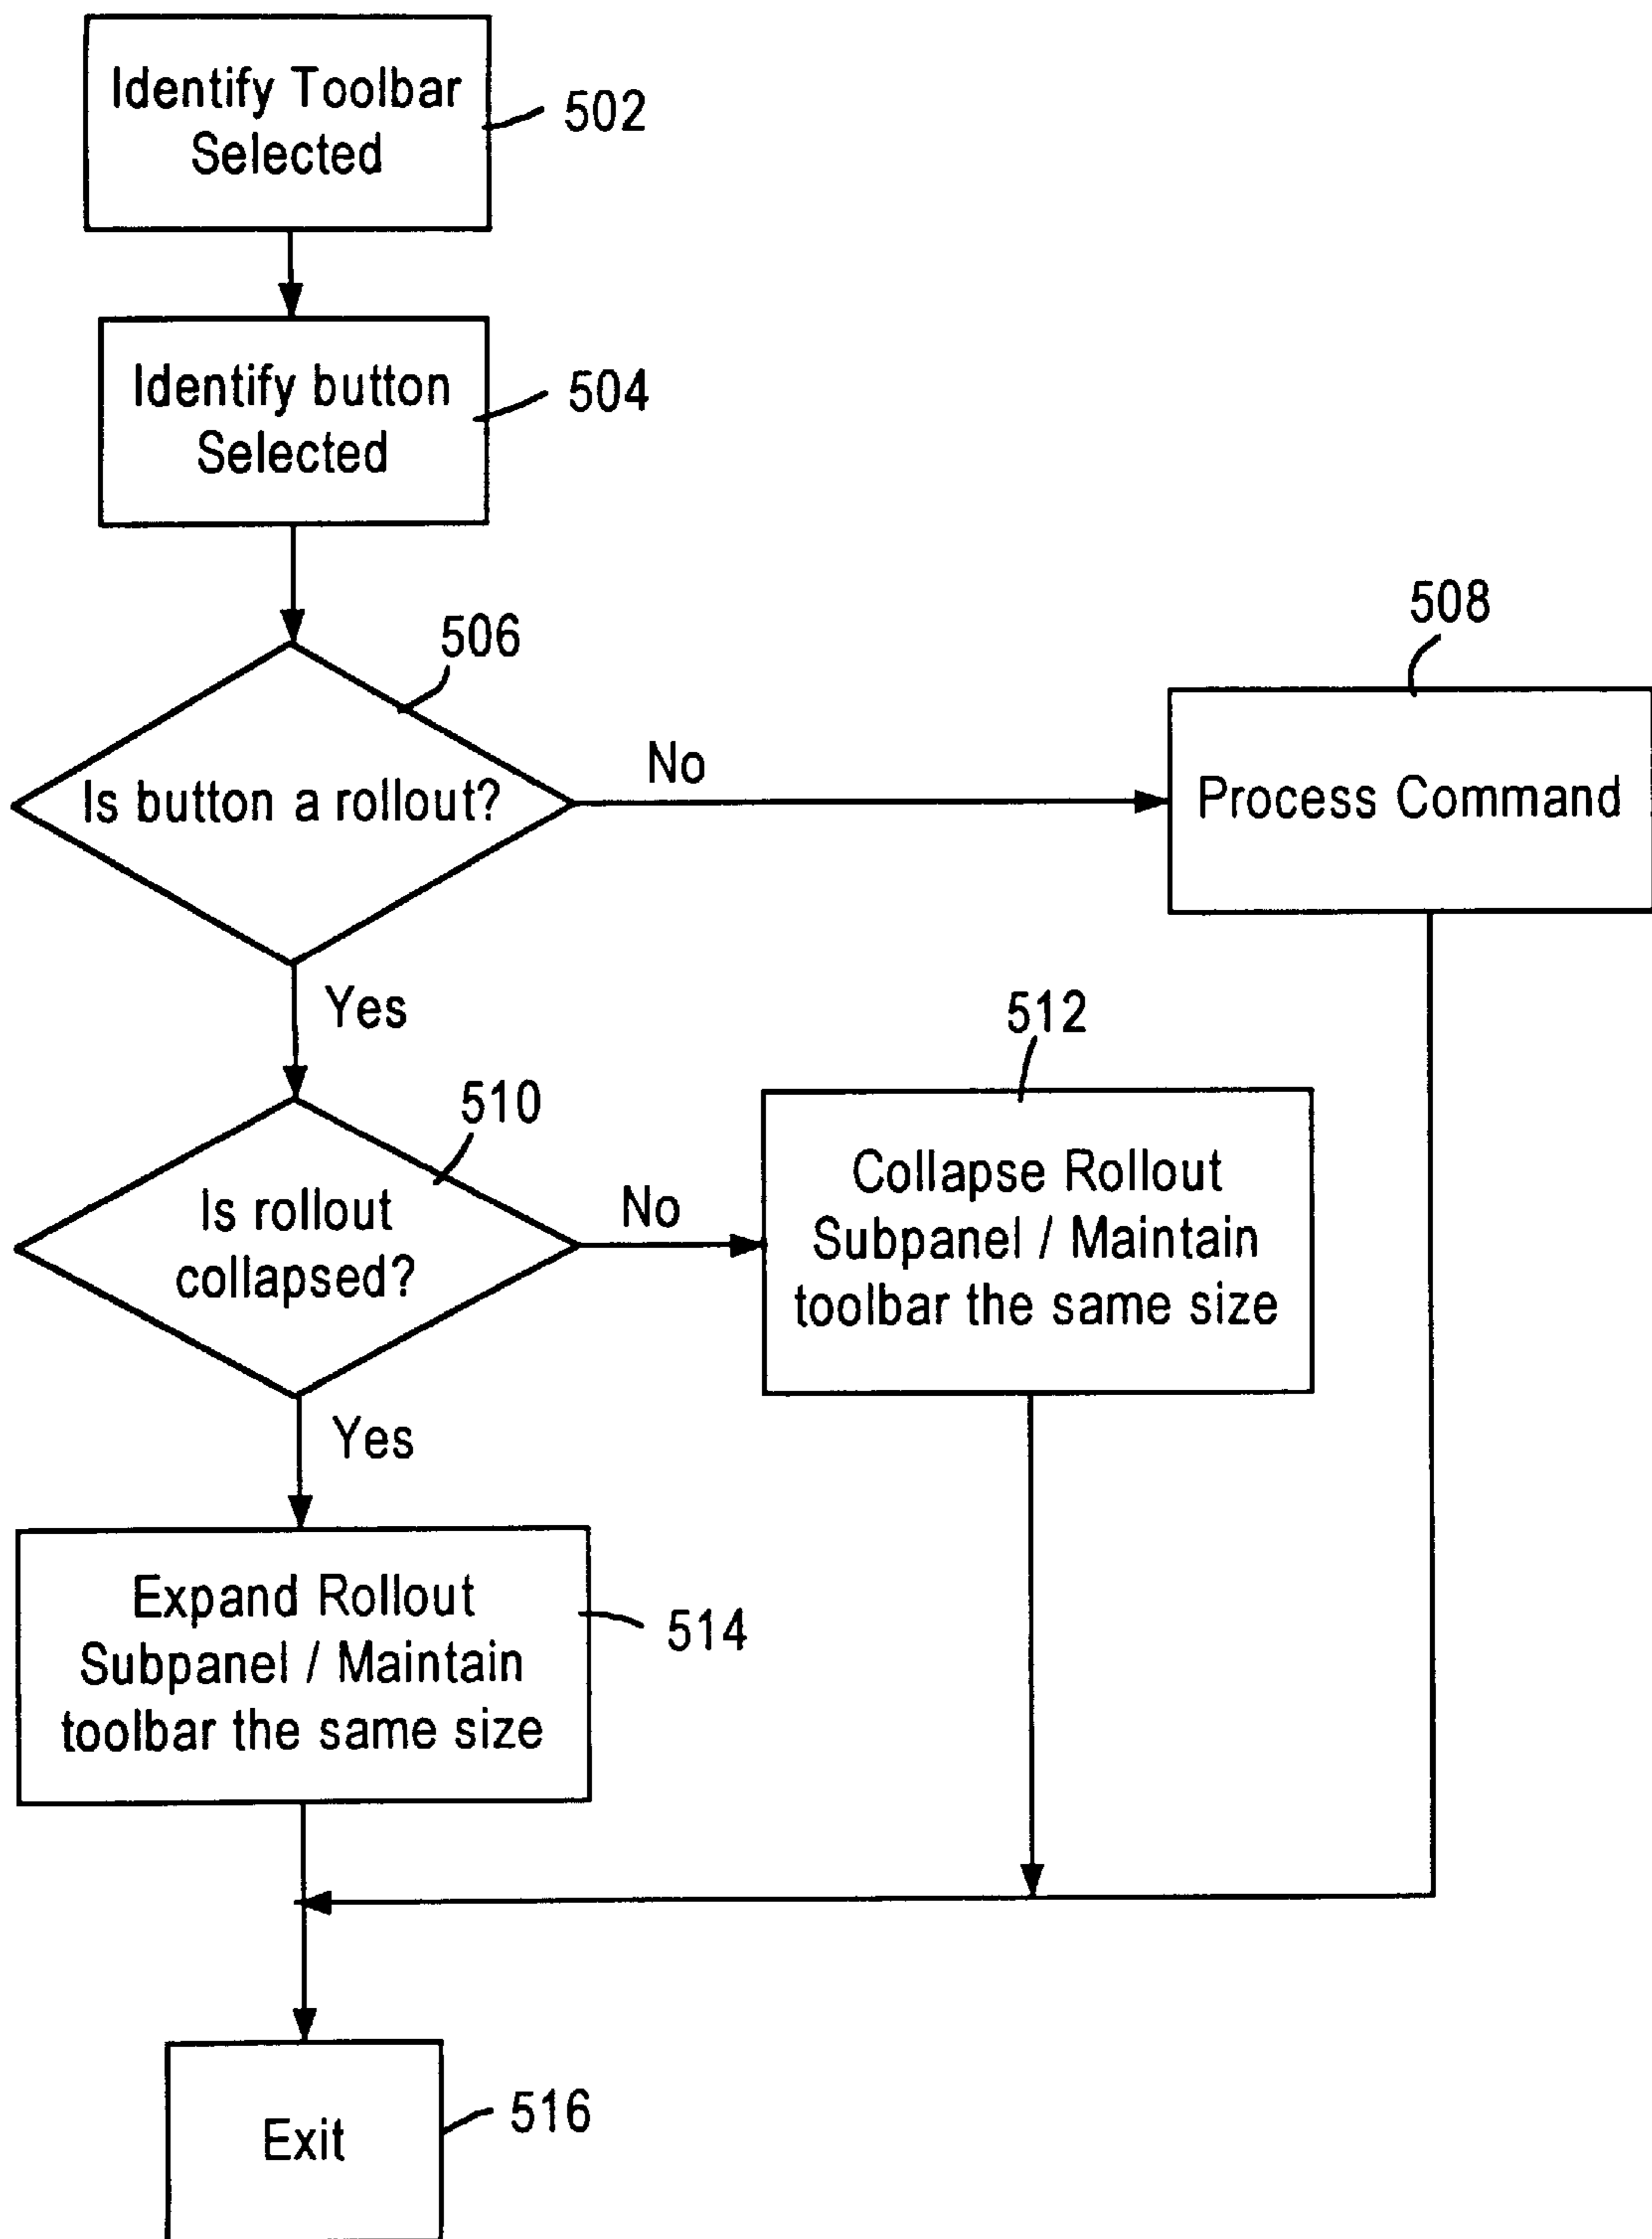 Identify Toolbar
Selected
502
Identify button
Selected
504
506
508
Is button a rollout?
No
Process Command
Yes
510
512
Is rollout
collapsed?
No
Collapse Rollout
Subpanel / Maintain
toolbar the same size
Yes
Expand Rollout
Subpanel / Maintain
toolbar the same size
514
Exit
516